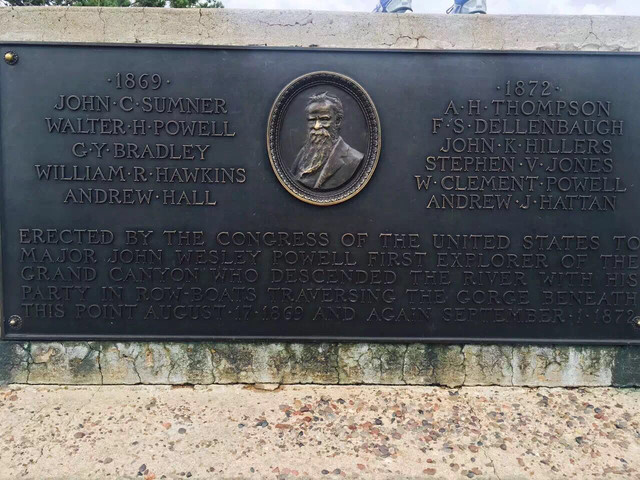 ·1869·
JOHN·C·SUMNER
WALTER·H·POWELL
G·Y·BRADLEY
WILLIAM·R·HAWKINS
ANDREW·HALL
·1872·
A·H·THOMPSON
F·S·DELLENBAUGH
JOHN·K·HILLERS
STEPHEN·V·JONES
W·CLEMENT·POWELL
ANDREW·J·HATTAN
ERECTED BY THE CONGRESS OF THE UNITED STATES TO
MAJOR JOHN WESLEY POWELL FIRST EXPLORER OF THE
GRAND CANYON WHO DESCENDED THE RIVER WITH HIS
PARTY IN ROW-BOATS TRAVERSING THE GORGE BENEATH
THIS POINT AUGUST·17·1869 AND AGAIN SEPTEMBER·1·1872